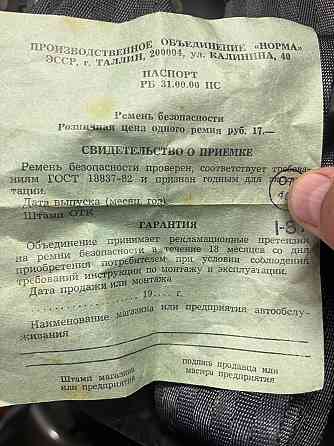 ПРОИЗВОДСТВЕННОЕ ОБЪЕДИНЕНИЕ «НОРМА»
ЭССР, г. ТАЛЛИН, 200004, ул. КАЛИНИНА, 40
ПАСПОРТ
РБ 31.00.00 ПС
Ремень безопасности
Розничная цена одного ремня руб. 17.—
СВИДЕТЕЛЬСТВО О ПРИЕМКЕ
Ремень безопасности проверен, соответствует требова-
ниям ГОСТ 18837-82 и признан годным для
тации.
Дата выпуска (месяц, год)
Штамп ОТК
ГАРАНТИЯ
Объединение принимает рекламационные претензии
на ремни безопасности в течение 18 месяцев со дня
приобретения потребителем при условии соблюдения
требований инструкции по монтажу и эксплуатации.
Дата продажи или монтажа
19 г.
Наименование магазина или предприятия автообслу-
живания
Штамп магазина
или предприятия
подпись продавца или
мастера предприятия